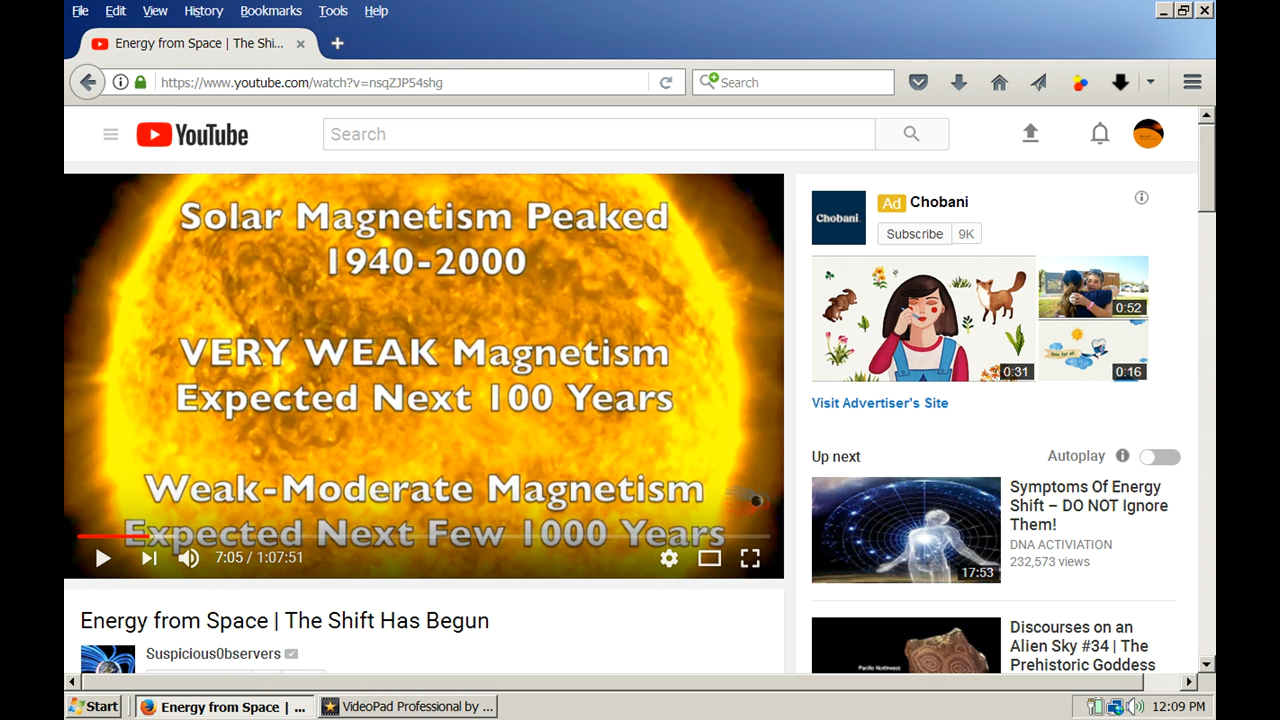 File Edit View History Bookmarks Tools Help
Energy from Space | The Shi...
https://www.youtube.com/watch?v=nsqZJP54shg
Search
YouTube
Search
Solar Magnetism Peaked
1940-2000
VERY WEAK Magnetism
Expected Next 100 Years
Weak-Moderate Magnetism
Expected Next Few 1000 Years
7:05 / 1:07:51
Energy from Space | The Shift Has Begun
Suspicious0bservers
Chobani.
Ad Chobani
Subscribe 9K
0:31
0:52
One for all
0:16
Visit Advertiser's Site
Up next
Autoplay
17:53
Symptoms Of Energy
Shift – DO NOT Ignore
Them!
DNA ACTIVIATION
232,573 views
Pacific Northwest
Discourses on an
Alien Sky #34 | The
Prehistoric Goddess
Start
Energy from Space | ...
VideoPad Professional by ...
12:09 PM